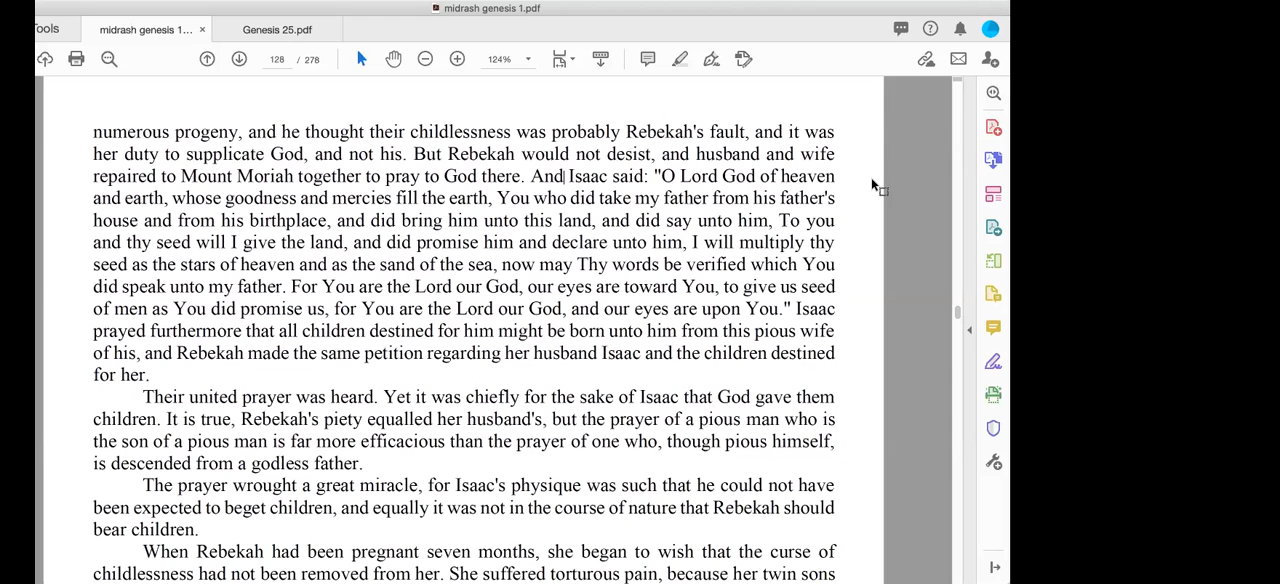 midrash genesis 1.pdf
ools
midrash genesis 1... ×
Genesis 25.pdf
128 / 278
124%
numerous progeny, and he thought their childlessness was probably Rebekah's fault, and it was
her duty to supplicate God, and not his. But Rebekah would not desist, and husband and wife
repaired to Mount Moriah together to pray to God there. And Isaac said: "O Lord God of heaven
and earth, whose goodness and mercies fill the earth, You who did take my father from his father's
house and from his birthplace, and did bring him unto this land, and did say unto him, To you
and thy seed will I give the land, and did promise him and declare unto him, I will multiply thy
seed as the stars of heaven and as the sand of the sea, now may Thy words be verified which You
did speak unto my father. For You are the Lord our God, our eyes are toward You, to give us seed
of men as You did promise us, for You are the Lord our God, and our eyes are upon You." Isaac
prayed furthermore that all children destined for him might be born unto him from this pious wife
of his, and Rebekah made the same petition regarding her husband Isaac and the children destined
for her.
Their united prayer was heard. Yet it was chiefly for the sake of Isaac that God gave them
children. It is true, Rebekah's piety equalled her husband's, but the prayer of a pious man who is
the son of a pious man is far more efficacious than the prayer of one who, though pious himself,
is descended from a godless father.
The prayer wrought a great miracle, for Isaac's physique was such that he could not have
been expected to beget children, and equally it was not in the course of nature that Rebekah should
bear children.
When Rebekah had been pregnant seven months, she began to wish that the curse of
childlessness had not been removed from her. She suffered torturous pain, because her twin sons